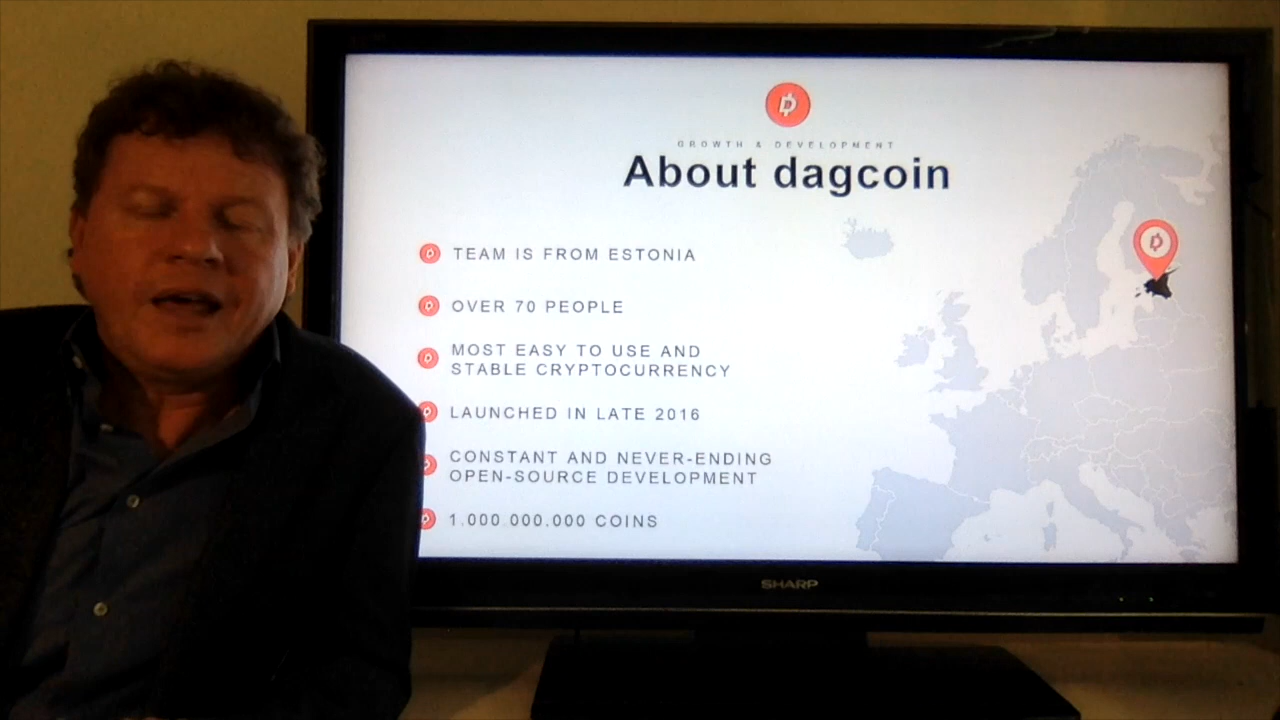 GROWTH & DEVELOPMENT
About dagcoin
TEAM IS FROM ESTONIA
OVER 70 PEOPLE
MOST EASY TO USE AND
STABLE CRYPTOCURRENCY
LAUNCHED IN LATE 2016
CONSTANT AND NEVER-ENDING
OPEN-SOURCE DEVELOPMENT
1.000.000.000 COINS
SHARP